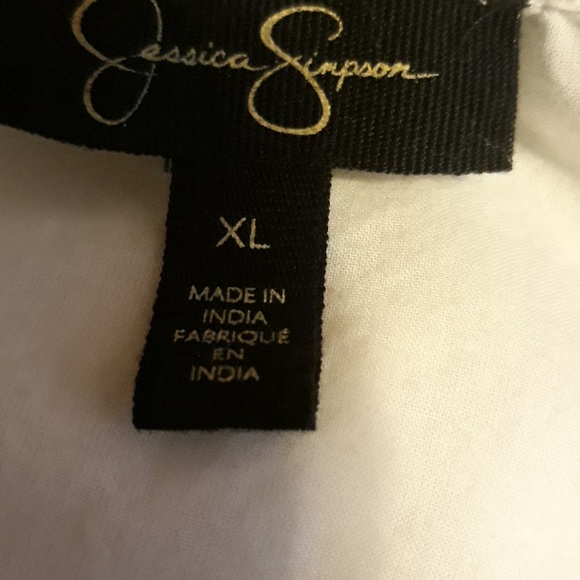 Jessica Simpson
XL
MADE IN
INDIA
FABRIQUÉ
EN
INDIA